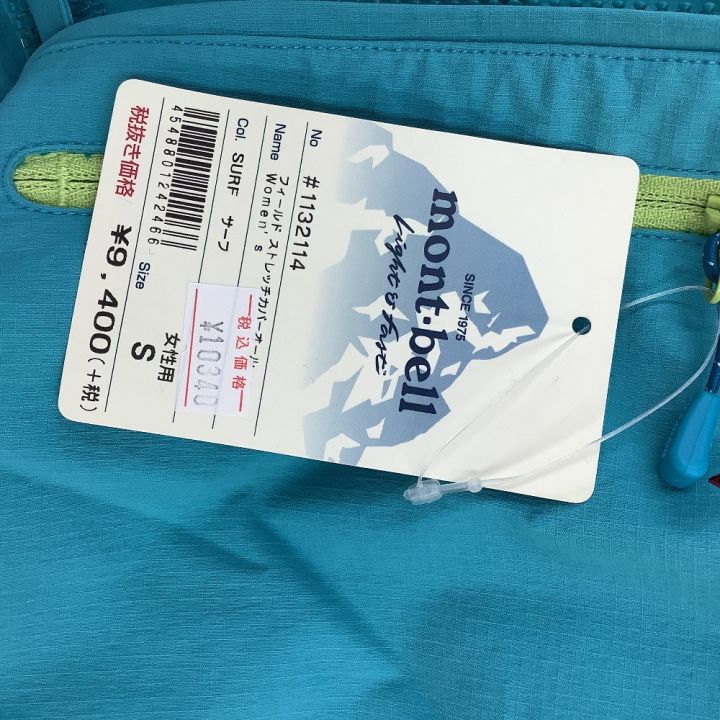 mont·bell
SINCE 1975
light & fast
No #1132114
Name フィールド ストレッチカバーオール
Women's
Col. SURF サーフ
4548801242466
Size 女性用
S
税抜き価格 ¥9,400(+税)
税込価格
¥10340